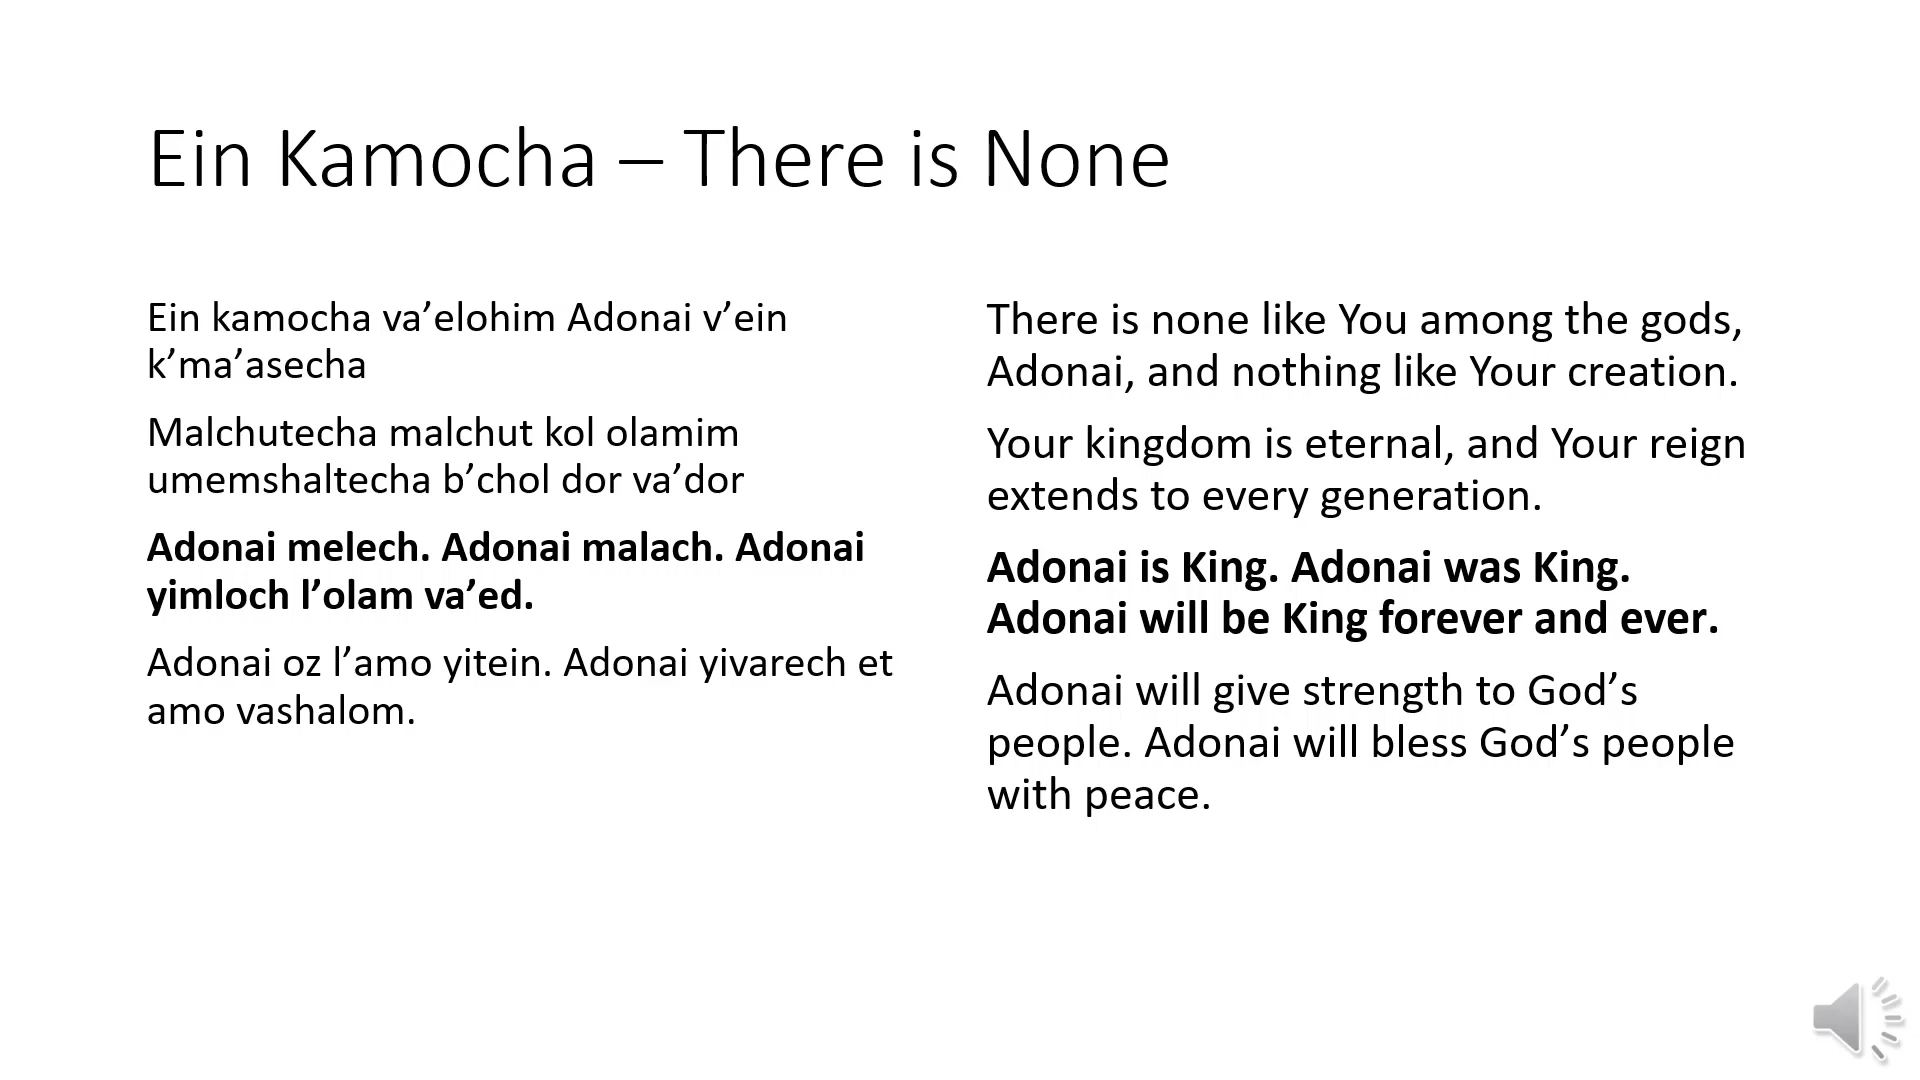 Ein Kamocha – There is None
Ein kamocha va’elohim Adonai v’ein
k’ma’asecha
Malchutecha malchut kol olamim
umemshaltecha b’chol dor va’dor
Adonai melech. Adonai malach. Adonai
yimloch l’olam va’ed.
Adonai oz l’amo yitein. Adonai yivarech et
amo vashalom.
There is none like You among the gods,
Adonai, and nothing like Your creation.
Your kingdom is eternal, and Your reign
extends to every generation.
Adonai is King. Adonai was King.
Adonai will be King forever and ever.
Adonai will give strength to God’s
people. Adonai will bless God’s people
with peace.